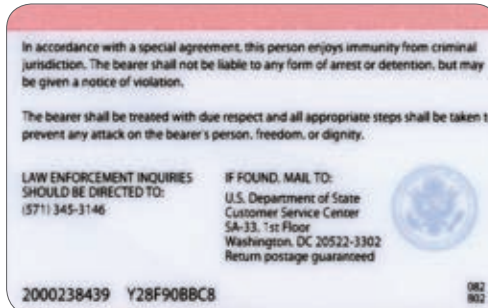 In accordance with a special agreement, this person enjoys immunity from criminal
jurisdiction. The bearer shall not be liable to any form of arrest or detention, but may
be given a notice of violation.
The bearer shall be treated with due respect and all appropriate steps shall be taken t
prevent any attack on the bearer's person, freedom, or dignity.
LAW ENFORCEMENT INQUIRIES
SHOULD BE DIRECTED TO:
(571) 345-3146
IF FOUND, MAIL TO:
U.S. Department of State
Customer Service Center
SA-33, 1st Floor
Washington, DC 20522-3302
Return postage guaranteed
2000238439 Y28F90BBC8
082
802